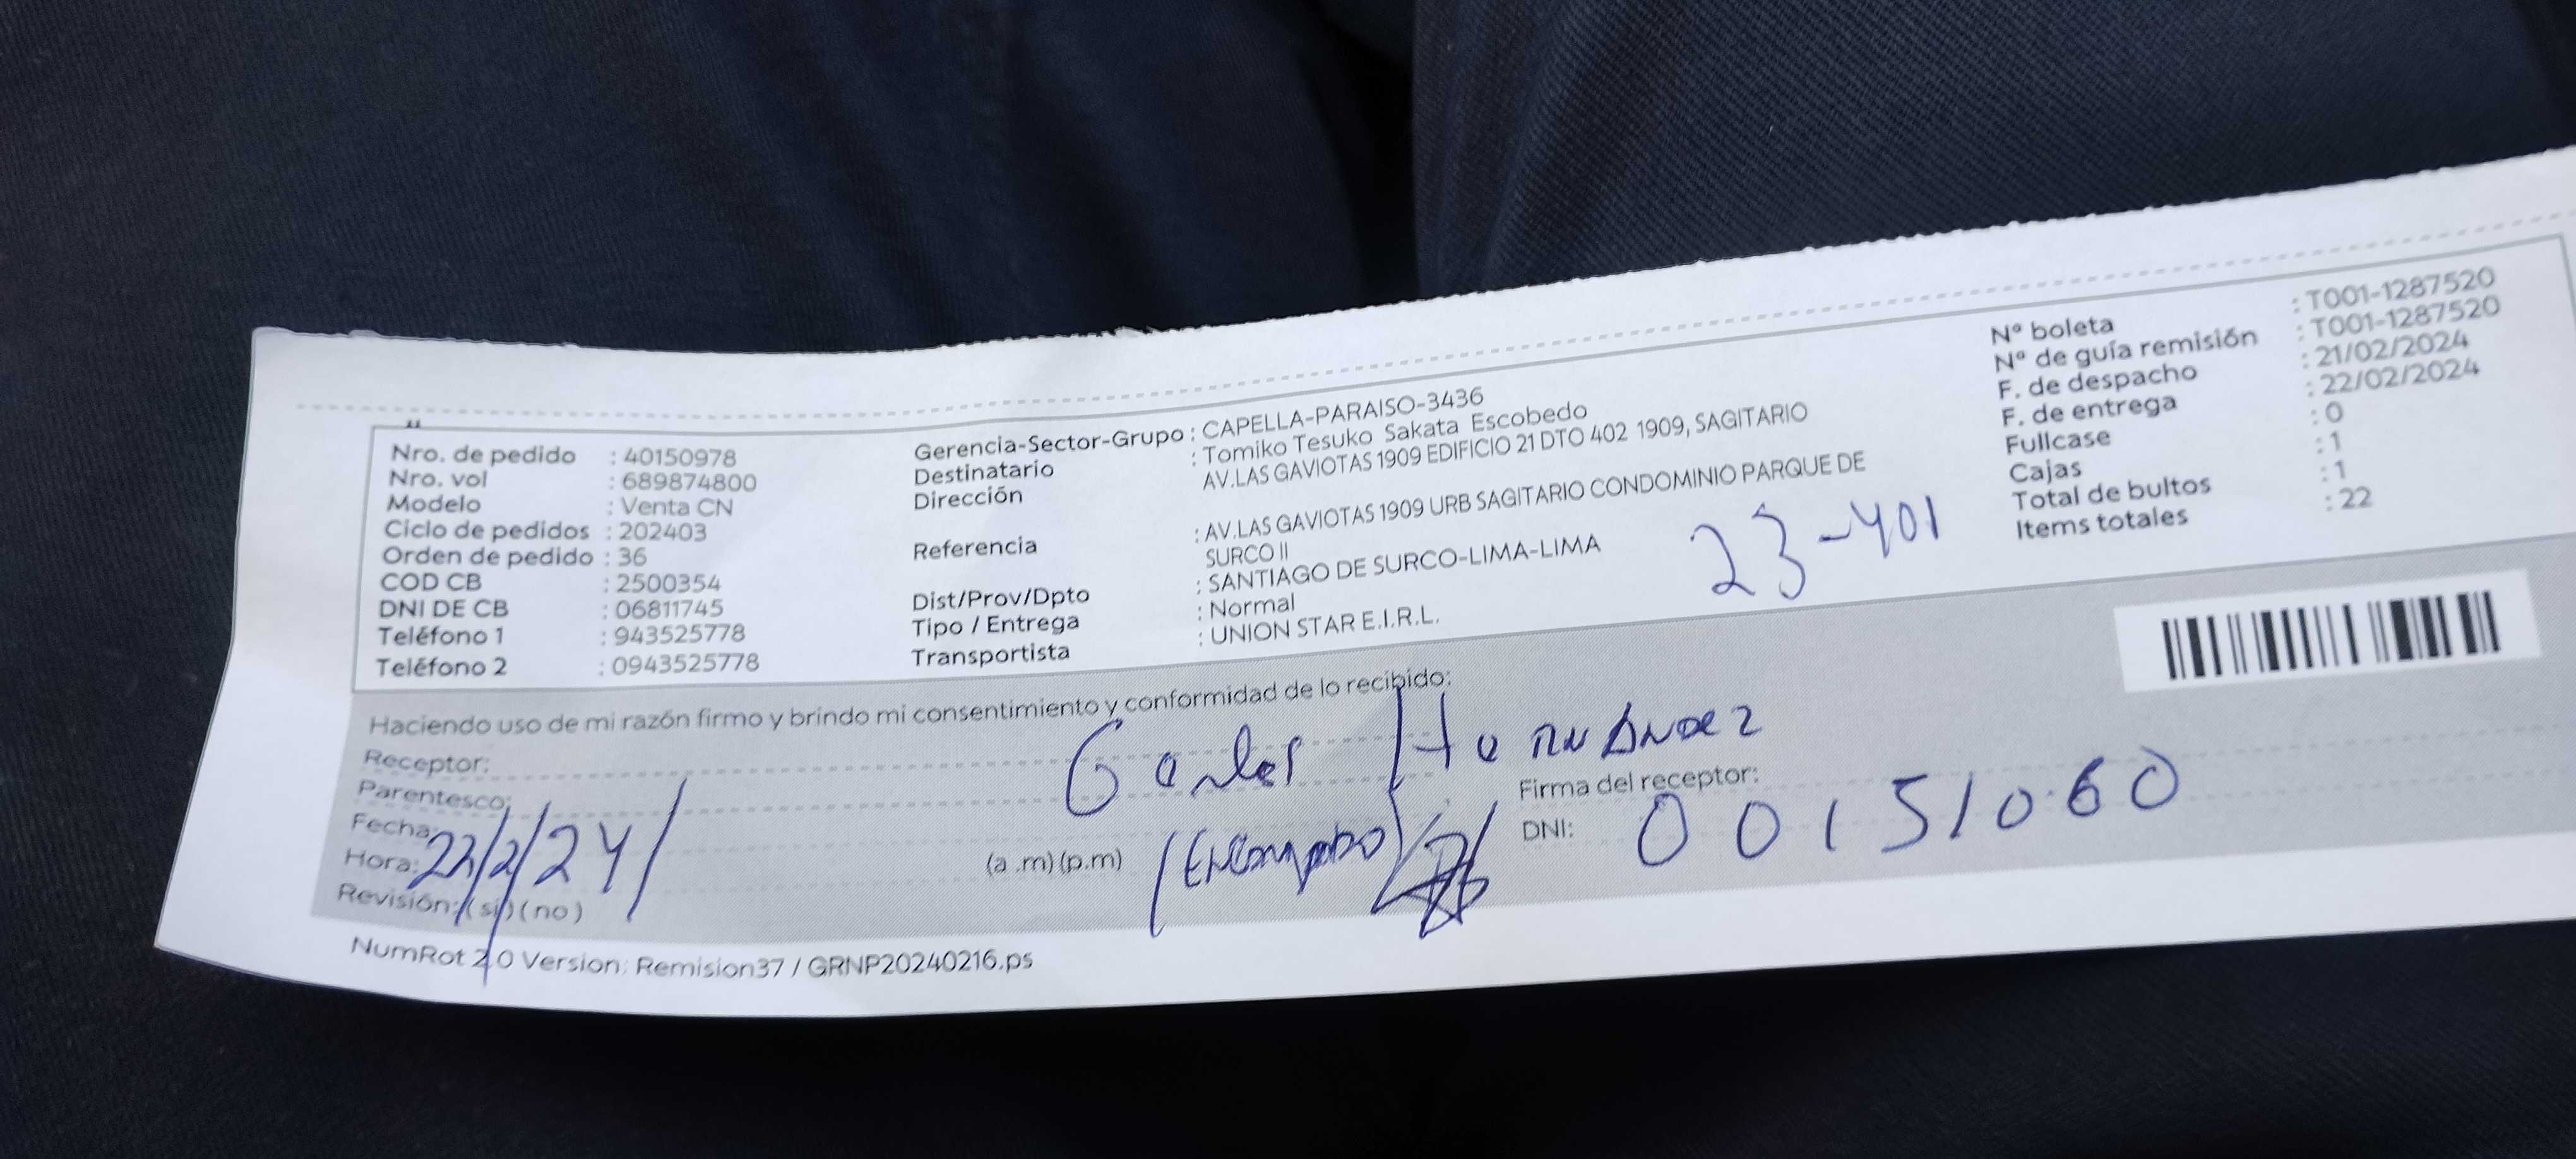 Nro. de pedido : 40150978
Nro. vol : 689874800
Modelo : Venta CN
Ciclo de pedidos : 202403
Orden de pedido : 36
COD CB : 2500354
DNI DE CB : 06811745
Teléfono 1 : 943525778
Teléfono 2 : 0943525778
Gerencia-Sector-Grupo : CAPELLA-PARAISO-3436
Destinatario : Tomiko Tesuko Sakata Escobedo
Dirección AV.LAS GAVIOTAS 1909 EDIFICIO 21 DTO 402 1909, SAGITARIO
Referencia : AV.LAS GAVIOTAS 1909 URB SAGITARIO CONDOMINIO PARQUE DE
SURCO II
Dist/Prov/Dpto : SANTIAGO DE SURCO-LIMA-LIMA
Tipo / Entrega : Normal
Transportista : UNION STAR E.I.R.L.
23-401
N° boleta : T001-1287520
N° de guía remisión : T001-1287520
F. de despacho : 21/02/2024
F. de entrega : 22/02/2024
Fullcase : 0
Cajas : 1
Total de bultos : 1
Items totales : 22
Haciendo uso de mi razón firmo y brindo mi consentimiento y conformidad de lo recibido:
Receptor: Carlos
Parentesco:
Fecha: 22/2/24/
Hora: (a .m) (p.m)
Revisión: (si) (no)
Firma del receptor:
DNI: 00151060
NumRot 2.0 Version: Remision37 / GRNP20240216.ps